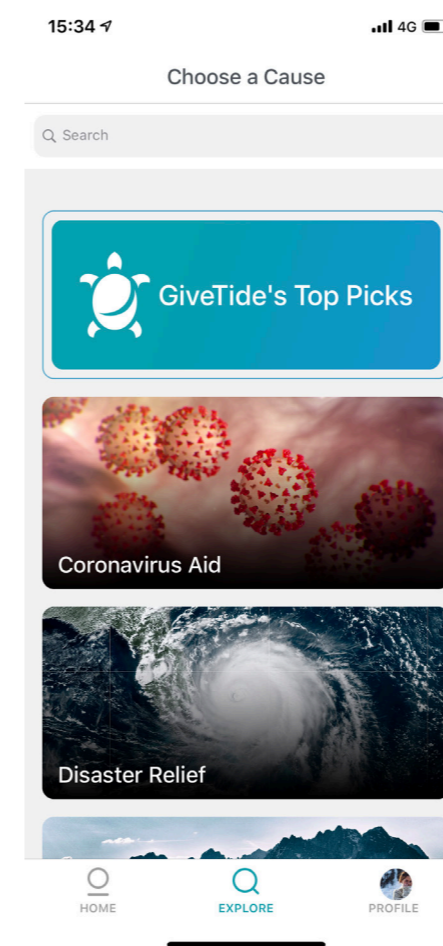 15:34
4G
Choose a Cause
Search
GiveTide's Top Picks
Coronavirus Aid
Disaster Relief
HOME
EXPLORE
PROFILE